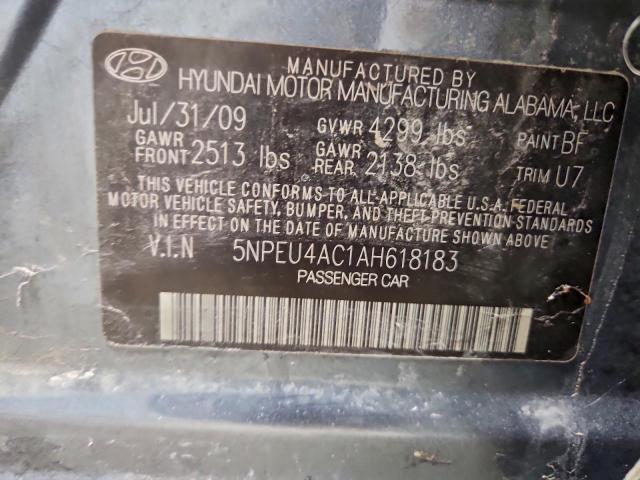 MANUFACTURED BY
HYUNDAI MOTOR MANUFACTURING ALABAMA, LLC
Jul/31/09 GVWR 4299 lbs PAINT BF
GAWR FRONT 2513 lbs GAWR REAR 2138 lbs TRIM U7
THIS VEHICLE CONFORMS TO ALL APPLICABLE U.S.A. FEDERAL
MOTOR VEHICLE SAFETY, BUMPER, AND THEFT PREVENTION STANDARDS
IN EFFECT ON THE DATE OF MANUFACTURE SHOWN ABOVE.
V.I.N 5NPEU4AC1AH618183
PASSENGER CAR